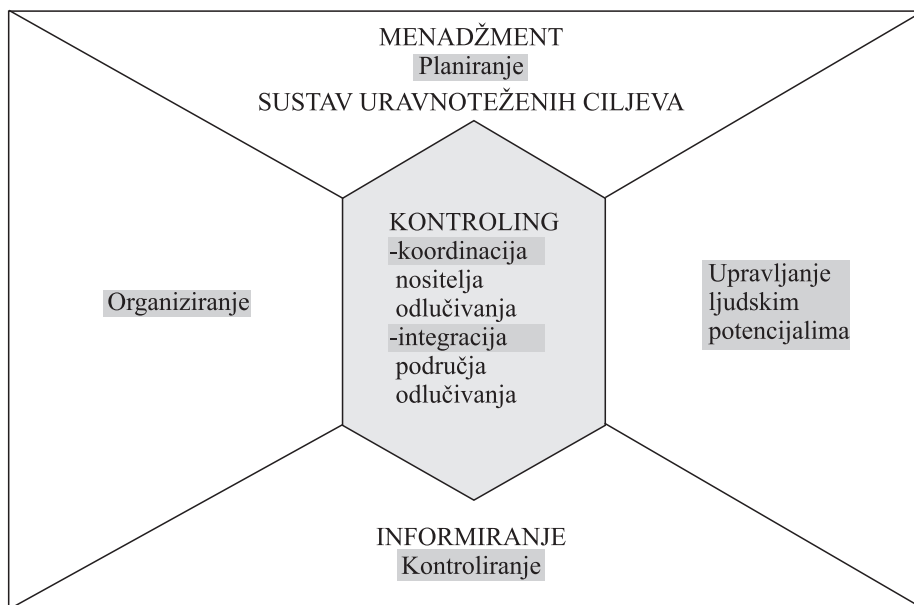 MENADŽMENT
Planiranje
SUSTAV URAVNOTEŽENIH CILJEVA
Organiziranje
KONTROLING
-koordinacija
nositelja
odlučivanja
-integracija
područja
odlučivanja
Upravljanje
ljudskim
potencijalima
INFORMIRANJE
Kontroliranje